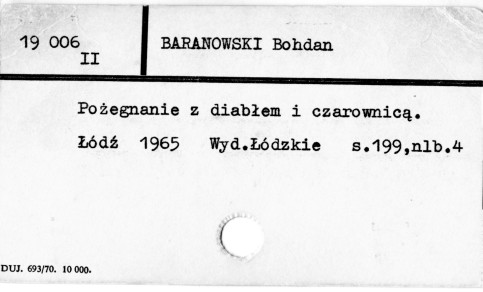 19 006
II
BARANOWSKI Bohdan
Pożegnanie z diabłem i czarownicą.
Łódź 1965 Wyd.Łódzkie s.199,nlb.4
DUJ. 693/70. 10 000.